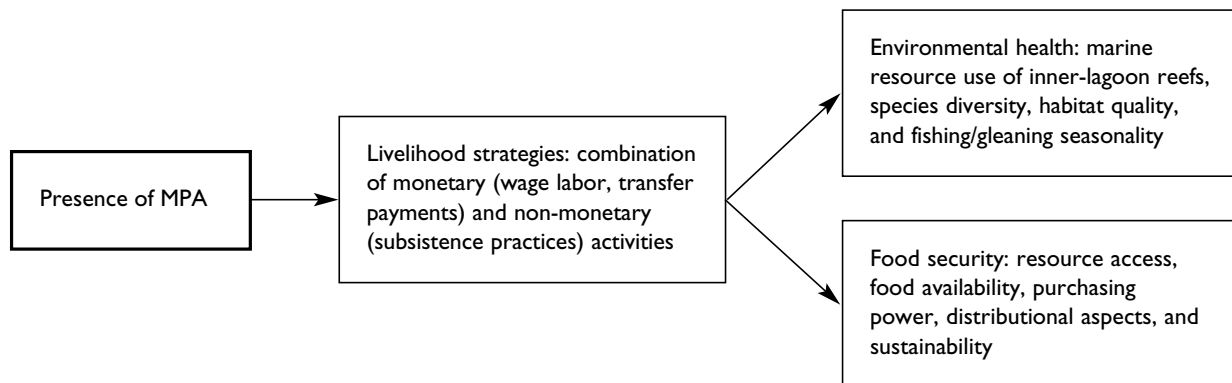 Presence of MPA
Livelihood strategies: combination
of monetary (wage labor, transfer
payments) and non-monetary
(subsistence practices) activities
Environmental health: marine
resource use of inner-lagoon reefs,
species diversity, habitat quality,
and fishing/gleaning seasonality
Food security: resource access,
food availability, purchasing
power, distributional aspects, and
sustainability